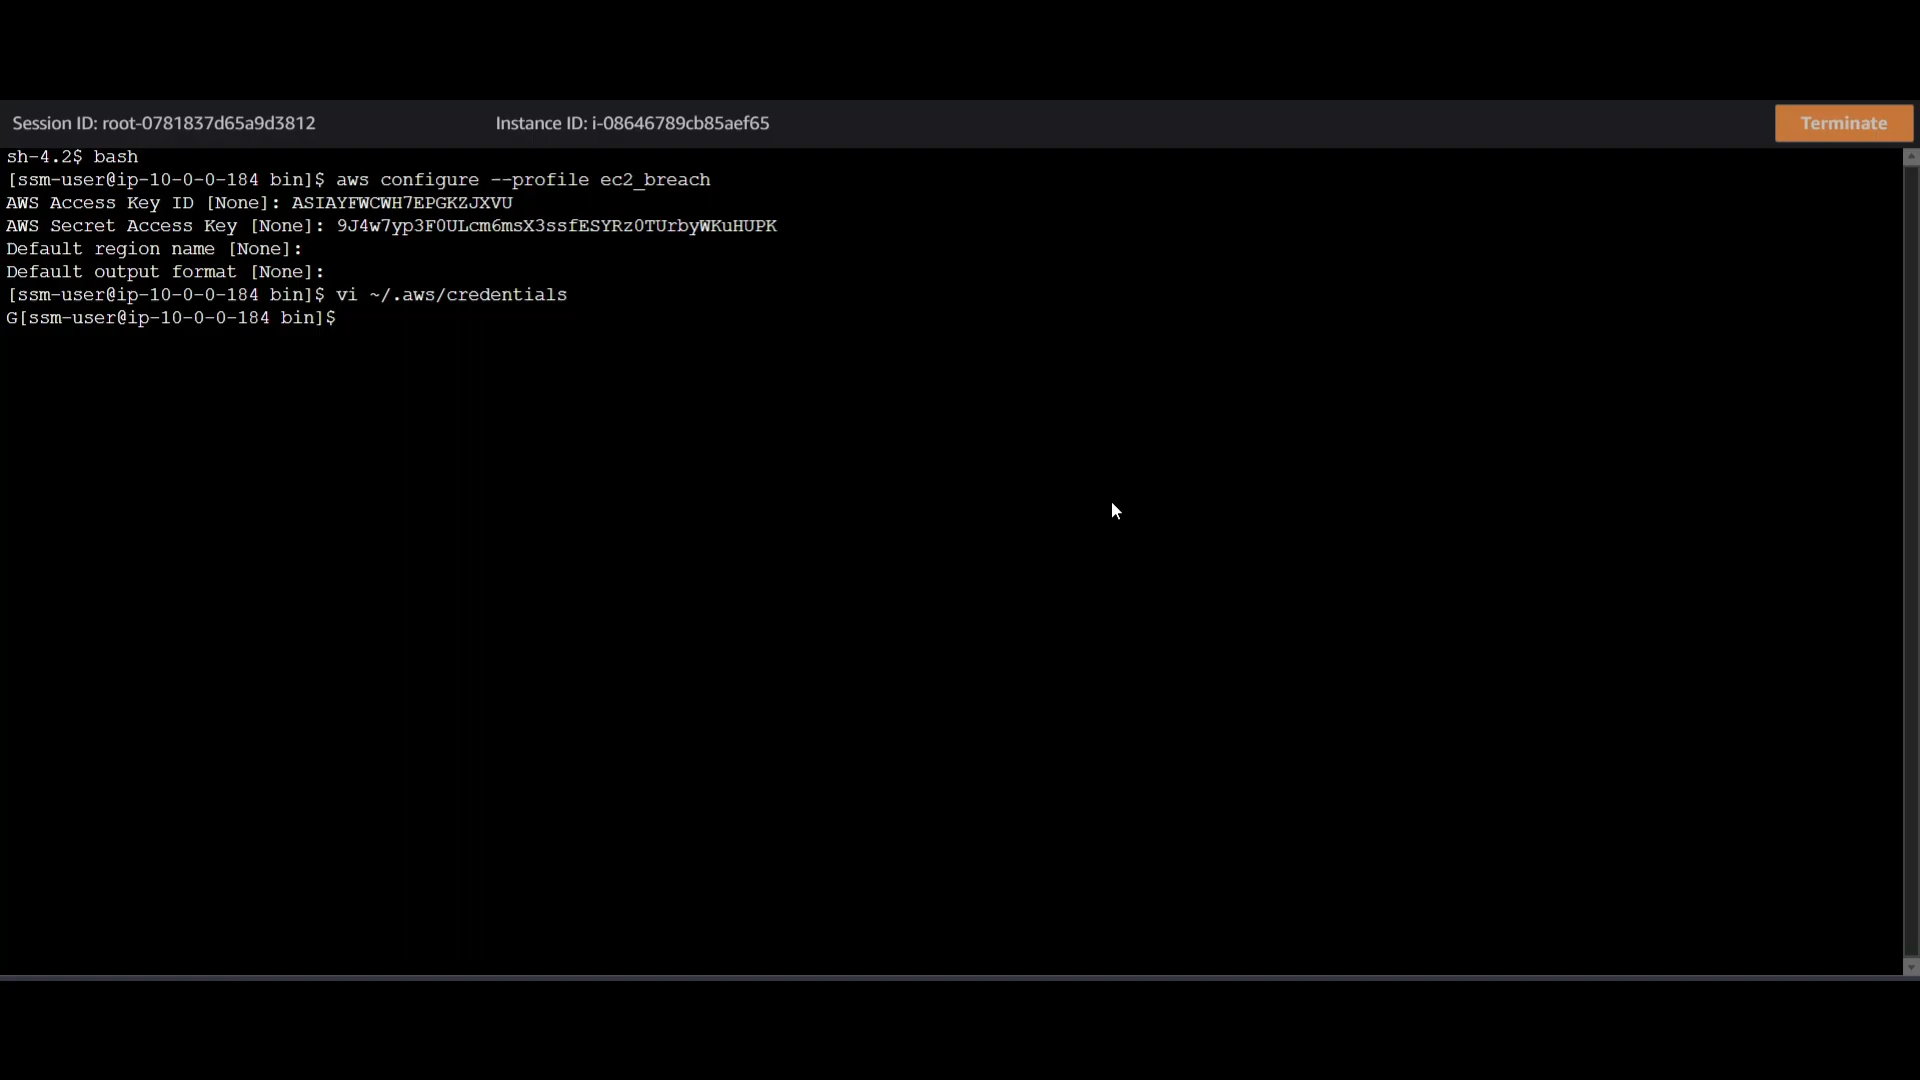 Session ID: root-0781837d65a9d3812 Instance ID: i-08646789cb85aef65 Terminate
sh-4.2$ bash
[ssm-user@ip-10-0-0-184 bin]$ aws configure --profile ec2_breach
AWS Access Key ID [None]: ASIAYFWCWH7EPGKZJXVU
AWS Secret Access Key [None]: 9J4w7yp3F0ULcm6msX3ssfESYRz0TUrbyWKuHUPK
Default region name [None]:
Default output format [None]:
[ssm-user@ip-10-0-0-184 bin]$ vi ~/.aws/credentials
G[ssm-user@ip-10-0-0-184 bin]$